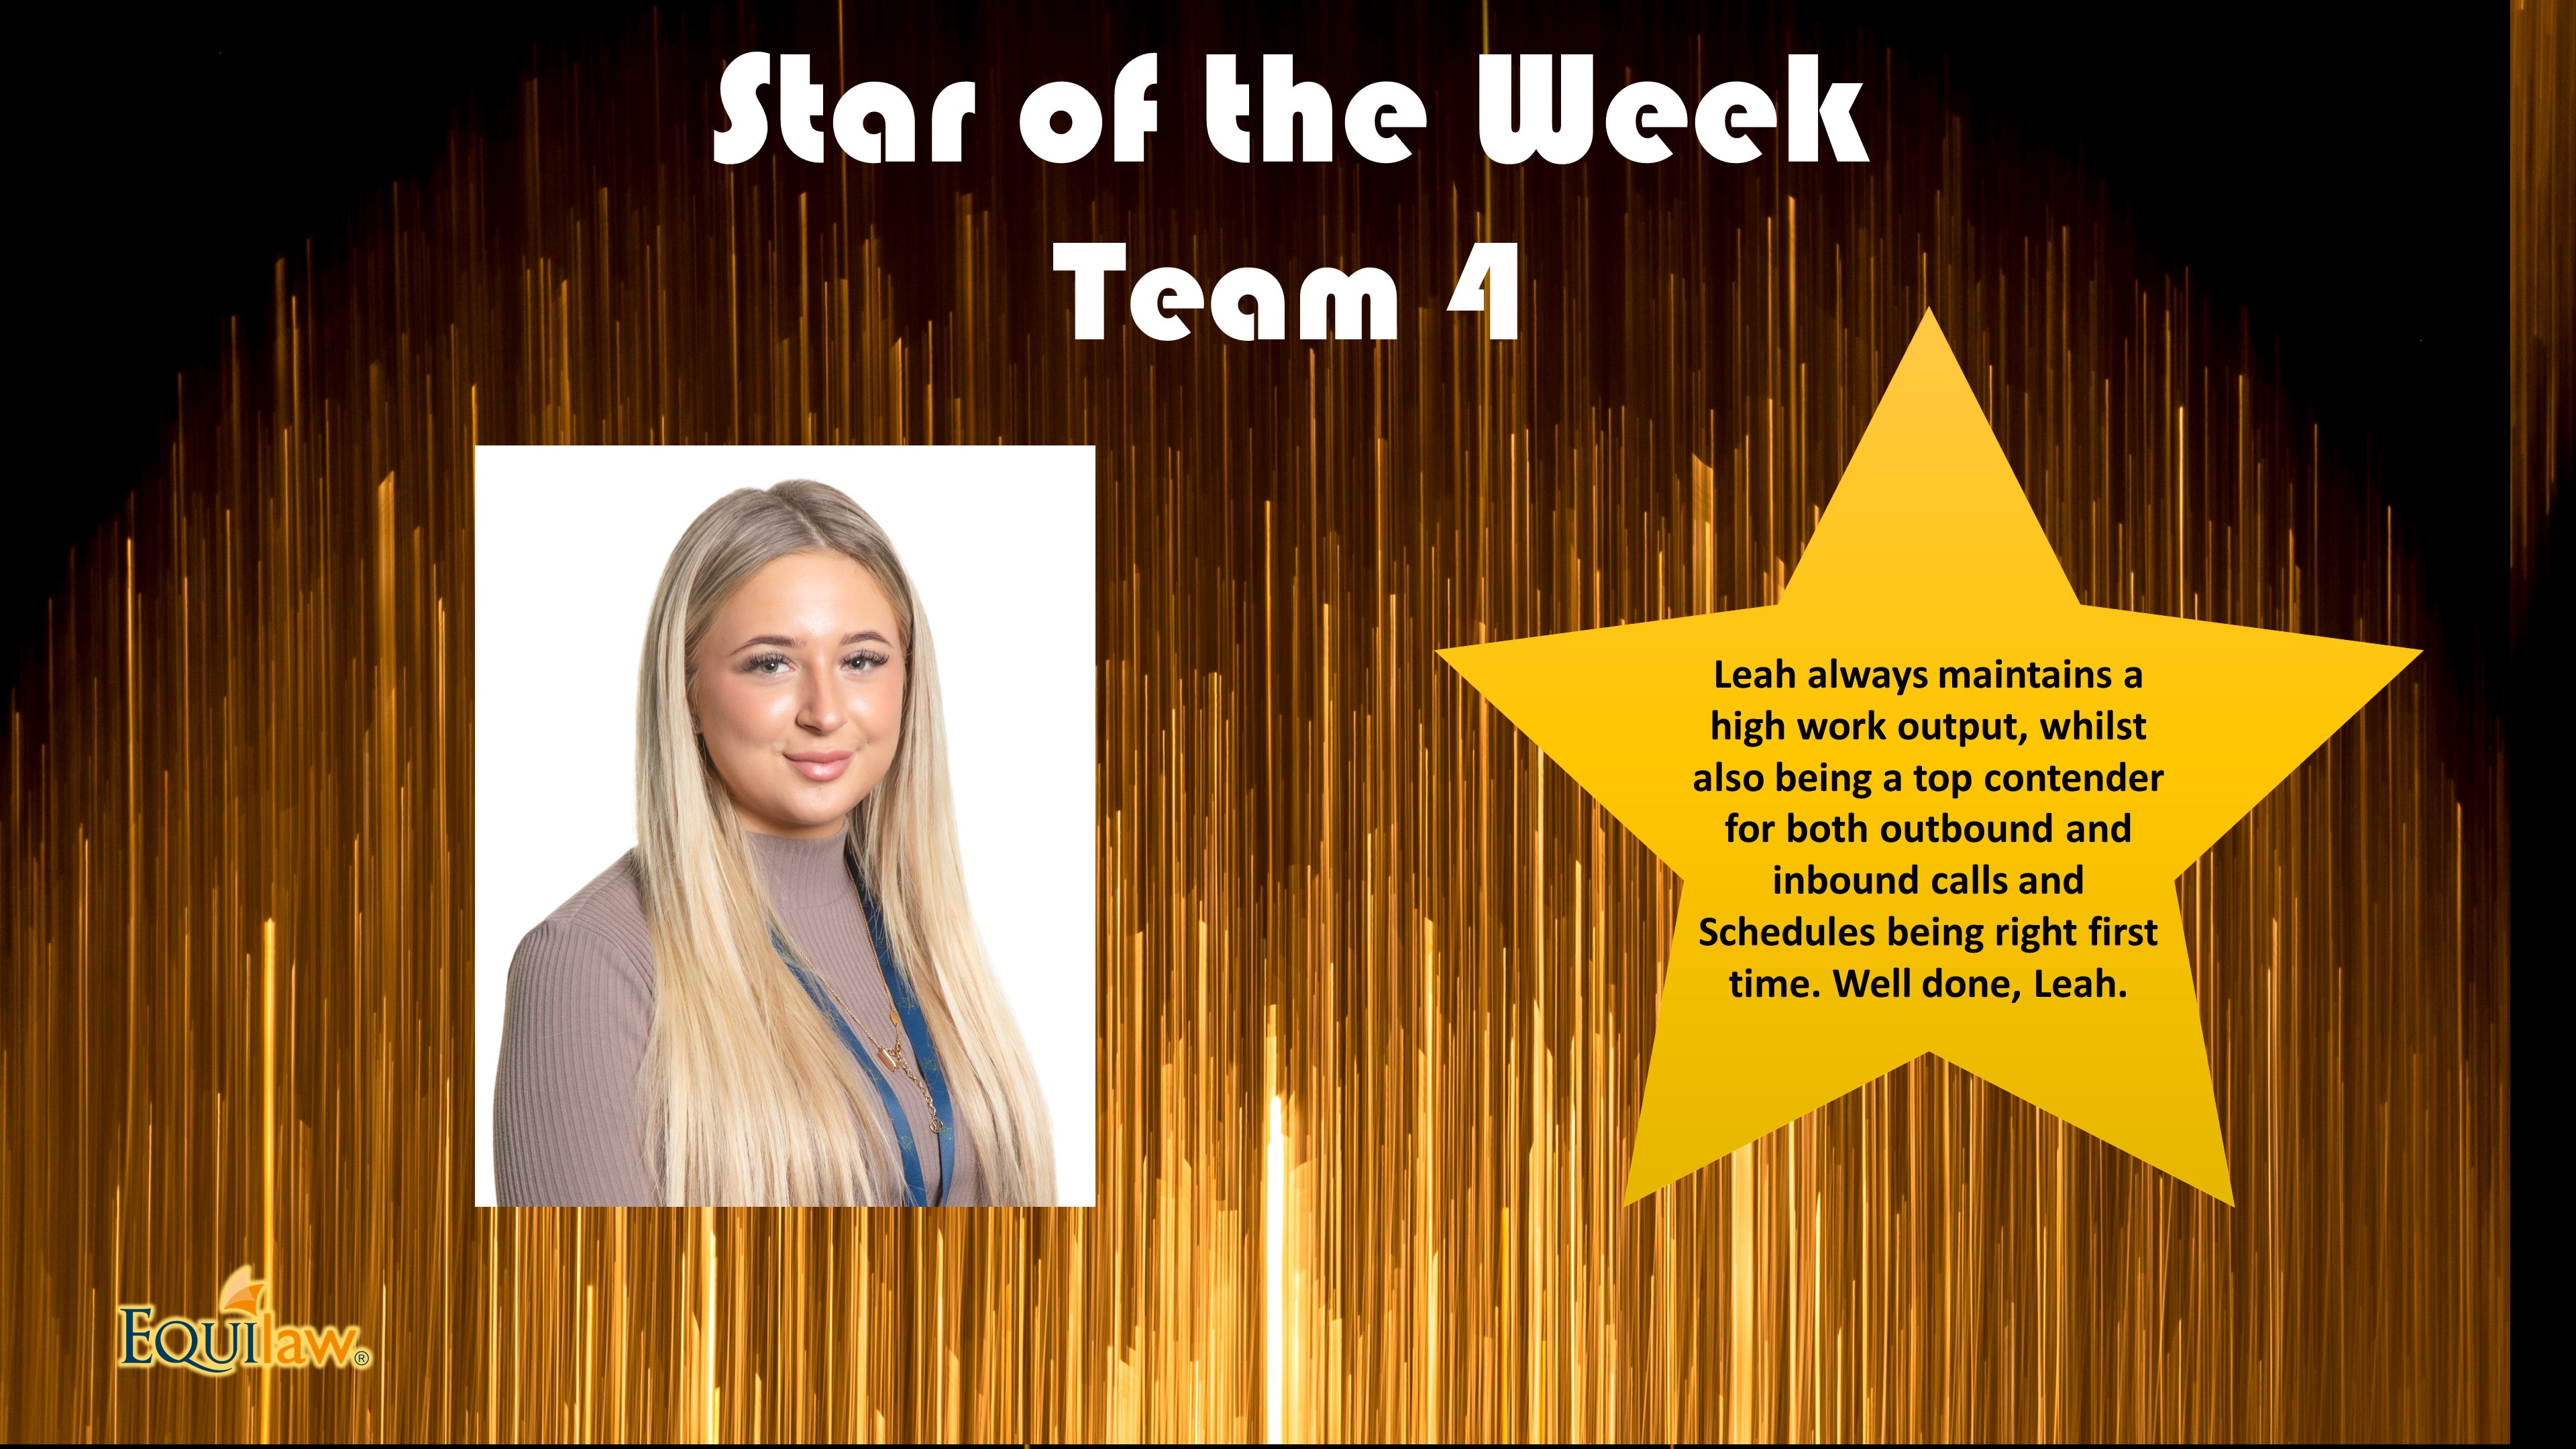 Star of the Week
Team 4
Leah always maintains a
high work output, whilst
also being a top contender
for both outbound and
inbound calls and
Schedules being right first
time. Well done, Leah.
EQUIlaw®